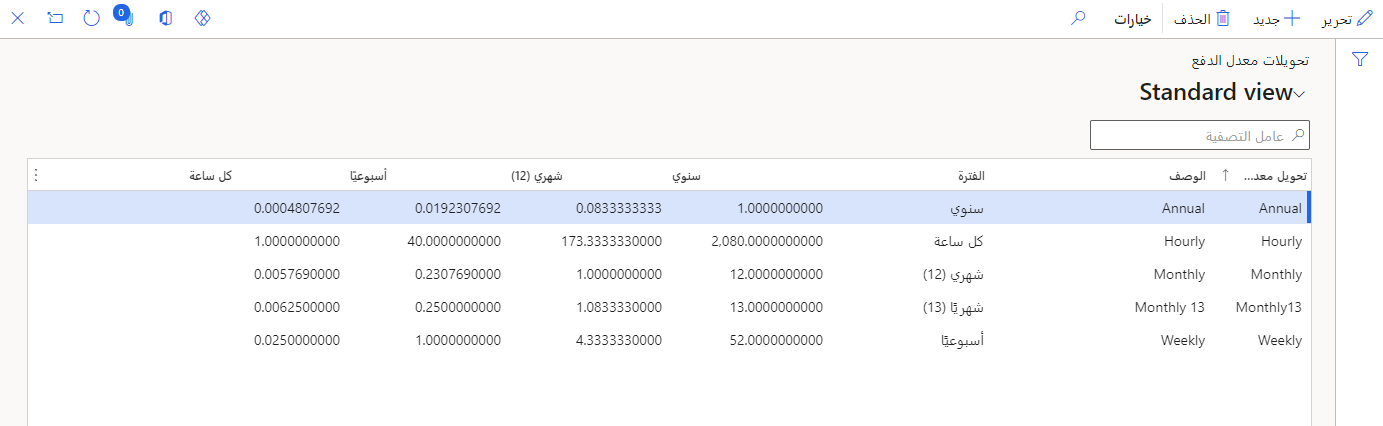 تحرير جديد الحذف خيارات 0
تحويلات معدل الدفع
Standard view
عامل التصفية
تحويل معد... الوصف الفترة سنوي شهري (12) أسبوعيًا كل ساعة
Annual Annual سنوي 1.0000000000 0.0833333333 0.0192307692 0.0004807692
Hourly Hourly كل ساعة 2,080.0000000000 173.3333330000 40.0000000000 1.0000000000
Monthly Monthly شهري (12) 12.0000000000 1.0000000000 0.2307690000 0.0057690000
Monthly13 Monthly 13 شهريًا (13) 13.0000000000 1.0833330000 0.2500000000 0.0062500000
Weekly Weekly أسبوعيًا 52.0000000000 4.3333330000 1.0000000000 0.0250000000